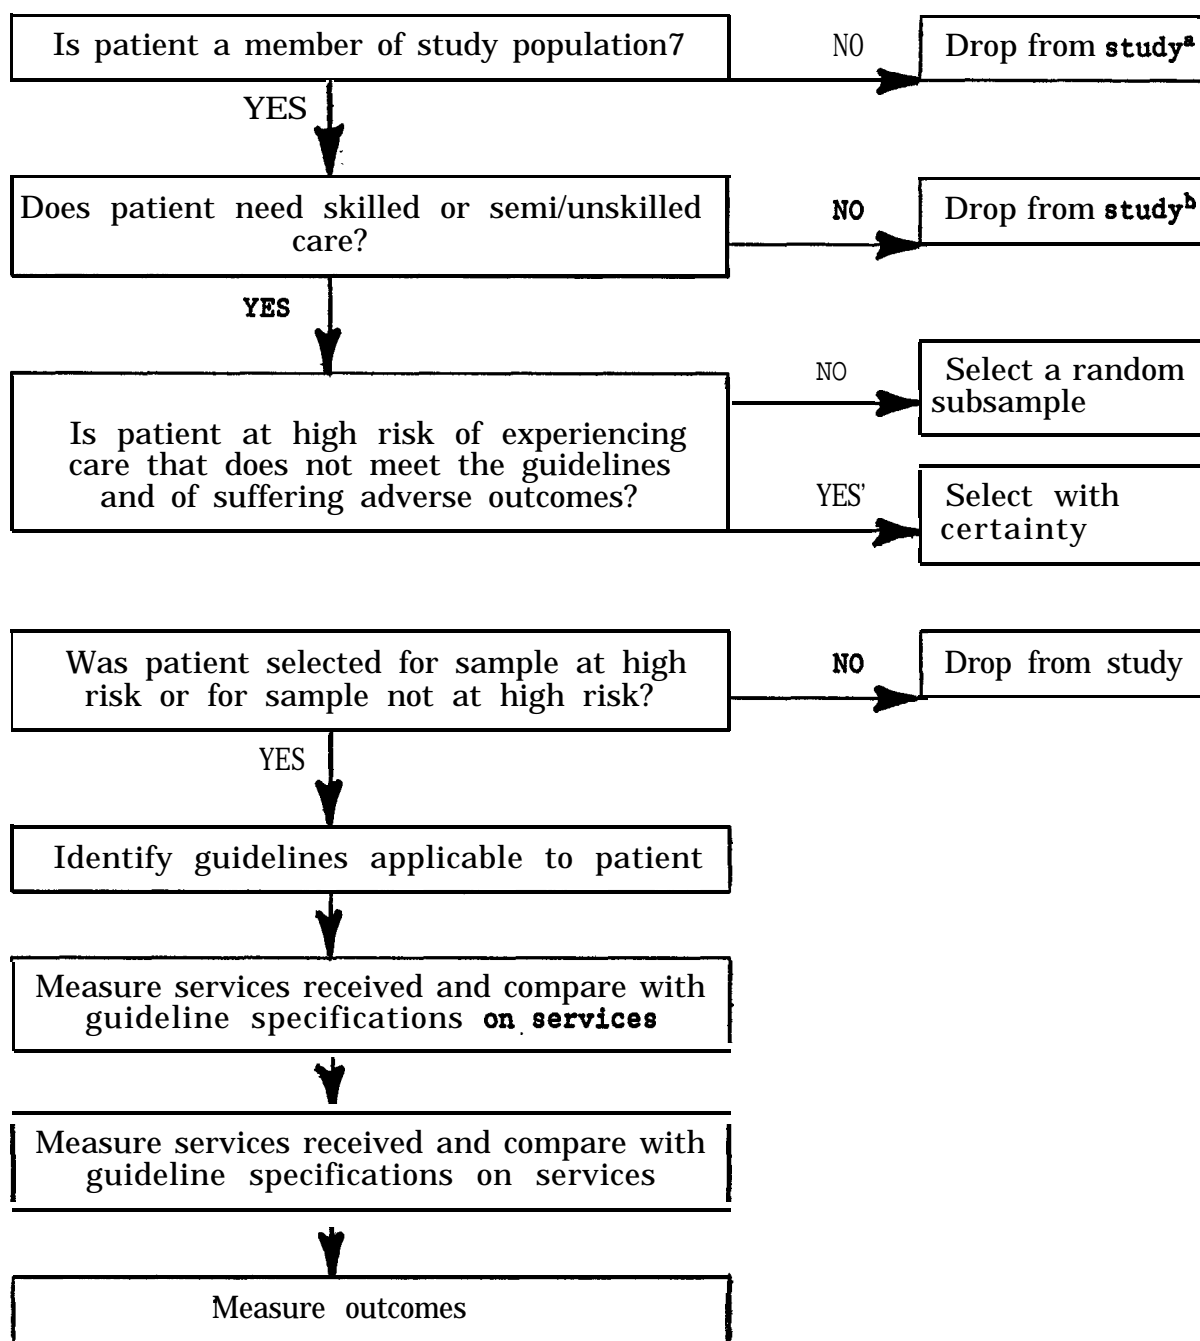 Is patient a member of study population7
NO
Drop from studyᵃ
YES
Does patient need skilled or semi/unskilled
care?
NO
Drop from studyᵇ
YES
Is patient at high risk of experiencing
care that does not meet the guidelines
and of suffering adverse outcomes?
NO
Select a random
subsample
YES'
Select with
certainty
Was patient selected for sample at high
risk or for sample not at high risk?
NO
Drop from study
YES
Identify guidelines applicable to patient
Measure services received and compare with
guideline specifications on services
Measure services received and compare with
guideline specifications on services
Measure outcomes